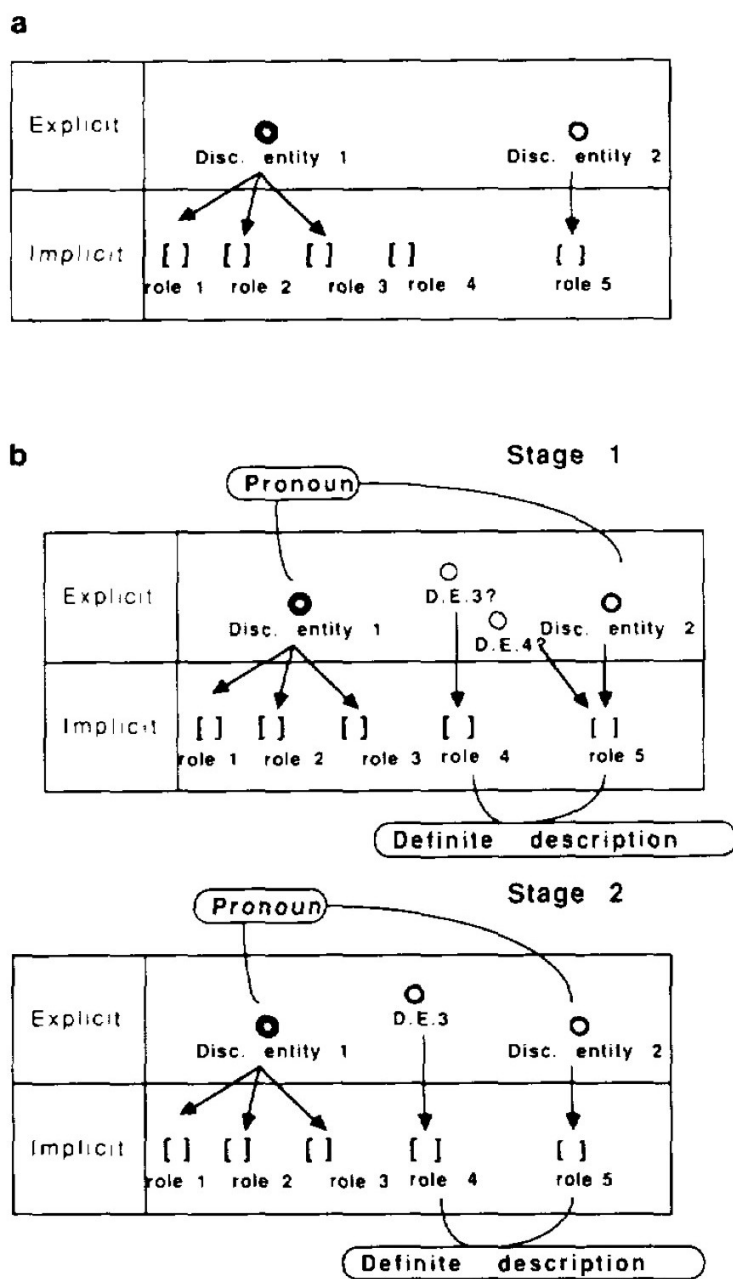 a
Explicit
Disc. entity 1
Disc. entity 2
Implicit
[ ] [ ] [ ] [ ] [ ]
role 1 role 2 role 3 role 4 role 5
b
Stage 1
Pronoun
Explicit
D.E.3?
Disc. entity 1
D.E.4?
Disc. entity 2
Implicit
[ ] [ ] [ ] [ ] [ ]
role 1 role 2 role 3 role 4 role 5
Definite description
Stage 2
Pronoun
Explicit
D.E.3
Disc. entity 1
Disc. entity 2
Implicit
[ ] [ ] [ ] [ ] [ ]
role 1 role 2 role 3 role 4 role 5
Definite description